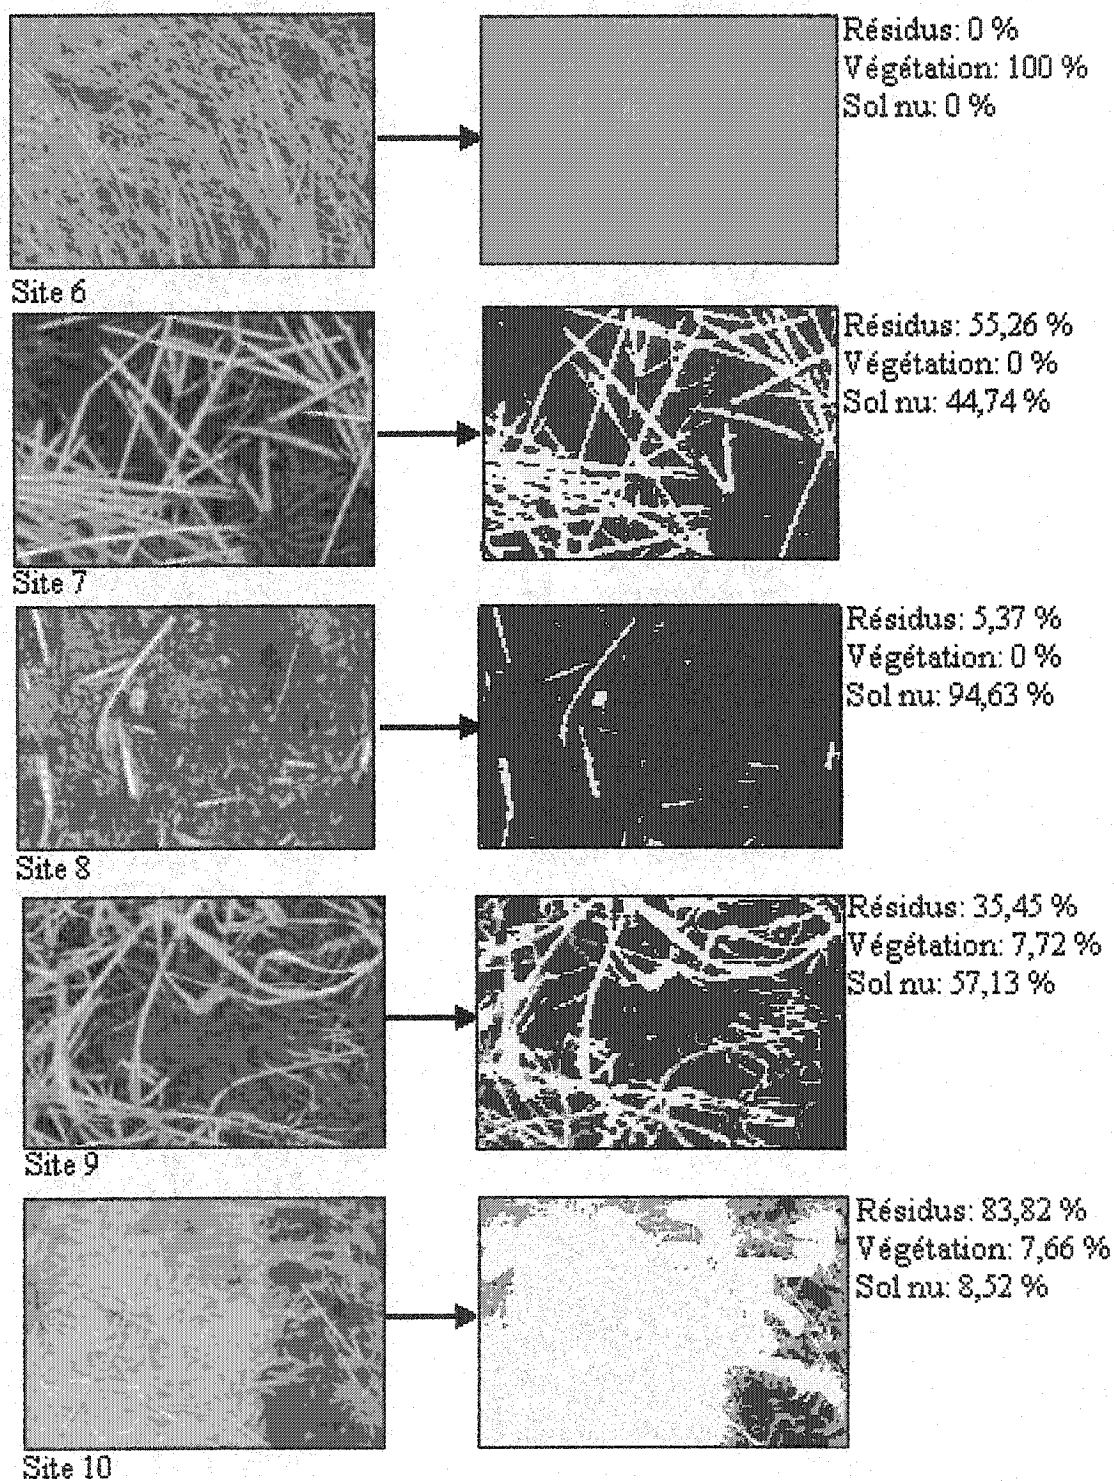 Résidus: 0 %
Végétation: 100 %
Sol nu: 0 %
Site 6
Résidus: 55,26 %
Végétation: 0 %
Sol nu: 44,74 %
Site 7
Résidus: 5,37 %
Végétation: 0 %
Sol nu: 94,63 %
Site 8
Résidus: 35,45 %
Végétation: 7,72 %
Sol nu: 57,13 %
Site 9
Résidus: 83,82 %
Végétation: 7,66 %
Sol nu: 8,52 %
Site 10